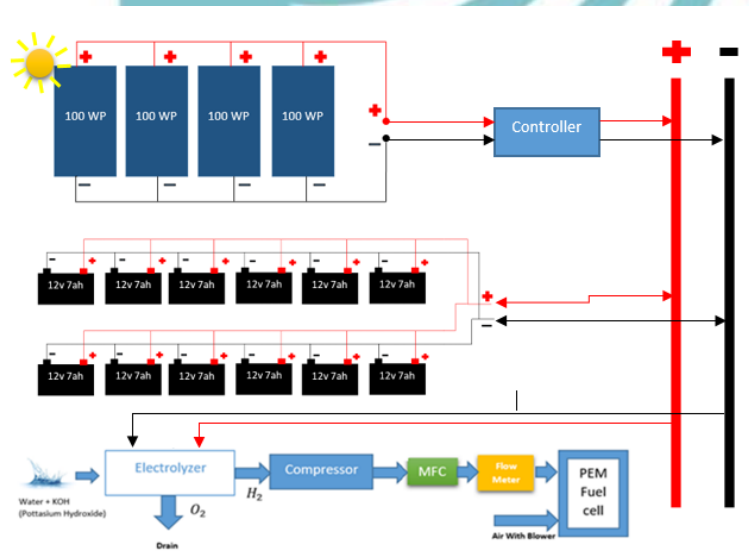 + -
+ + + +
100 WP 100 WP 100 WP 100 WP
+
-
Controller
- - - -
- + - + - + - + - + - +
12v 7ah 12v 7ah 12v 7ah 12v 7ah 12v 7ah 12v 7ah
+
-
- + - + - + - + - + - +
12v 7ah 12v 7ah 12v 7ah 12v 7ah 12v 7ah 12v 7ah
Electrolyzer
Compressor
MFC
Flow
Meter
PEM
Fuel
cell
H₂
Water + KOH
(Pottasium Hydroxide)
O₂
Air With Blower
Drain